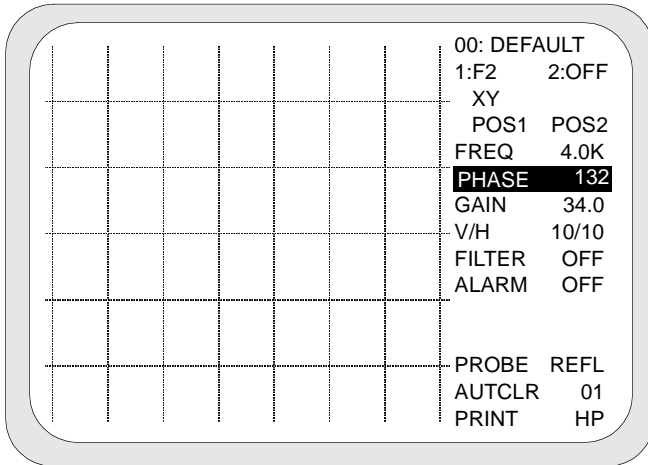 00: DEFAULT
1:F2 2:OFF
XY
POS1 POS2
FREQ 4.0K
PHASE 132
GAIN 34.0
V/H 10/10
FILTER OFF
ALARM OFF
PROBE REFL
AUTCLR 01
PRINT HP